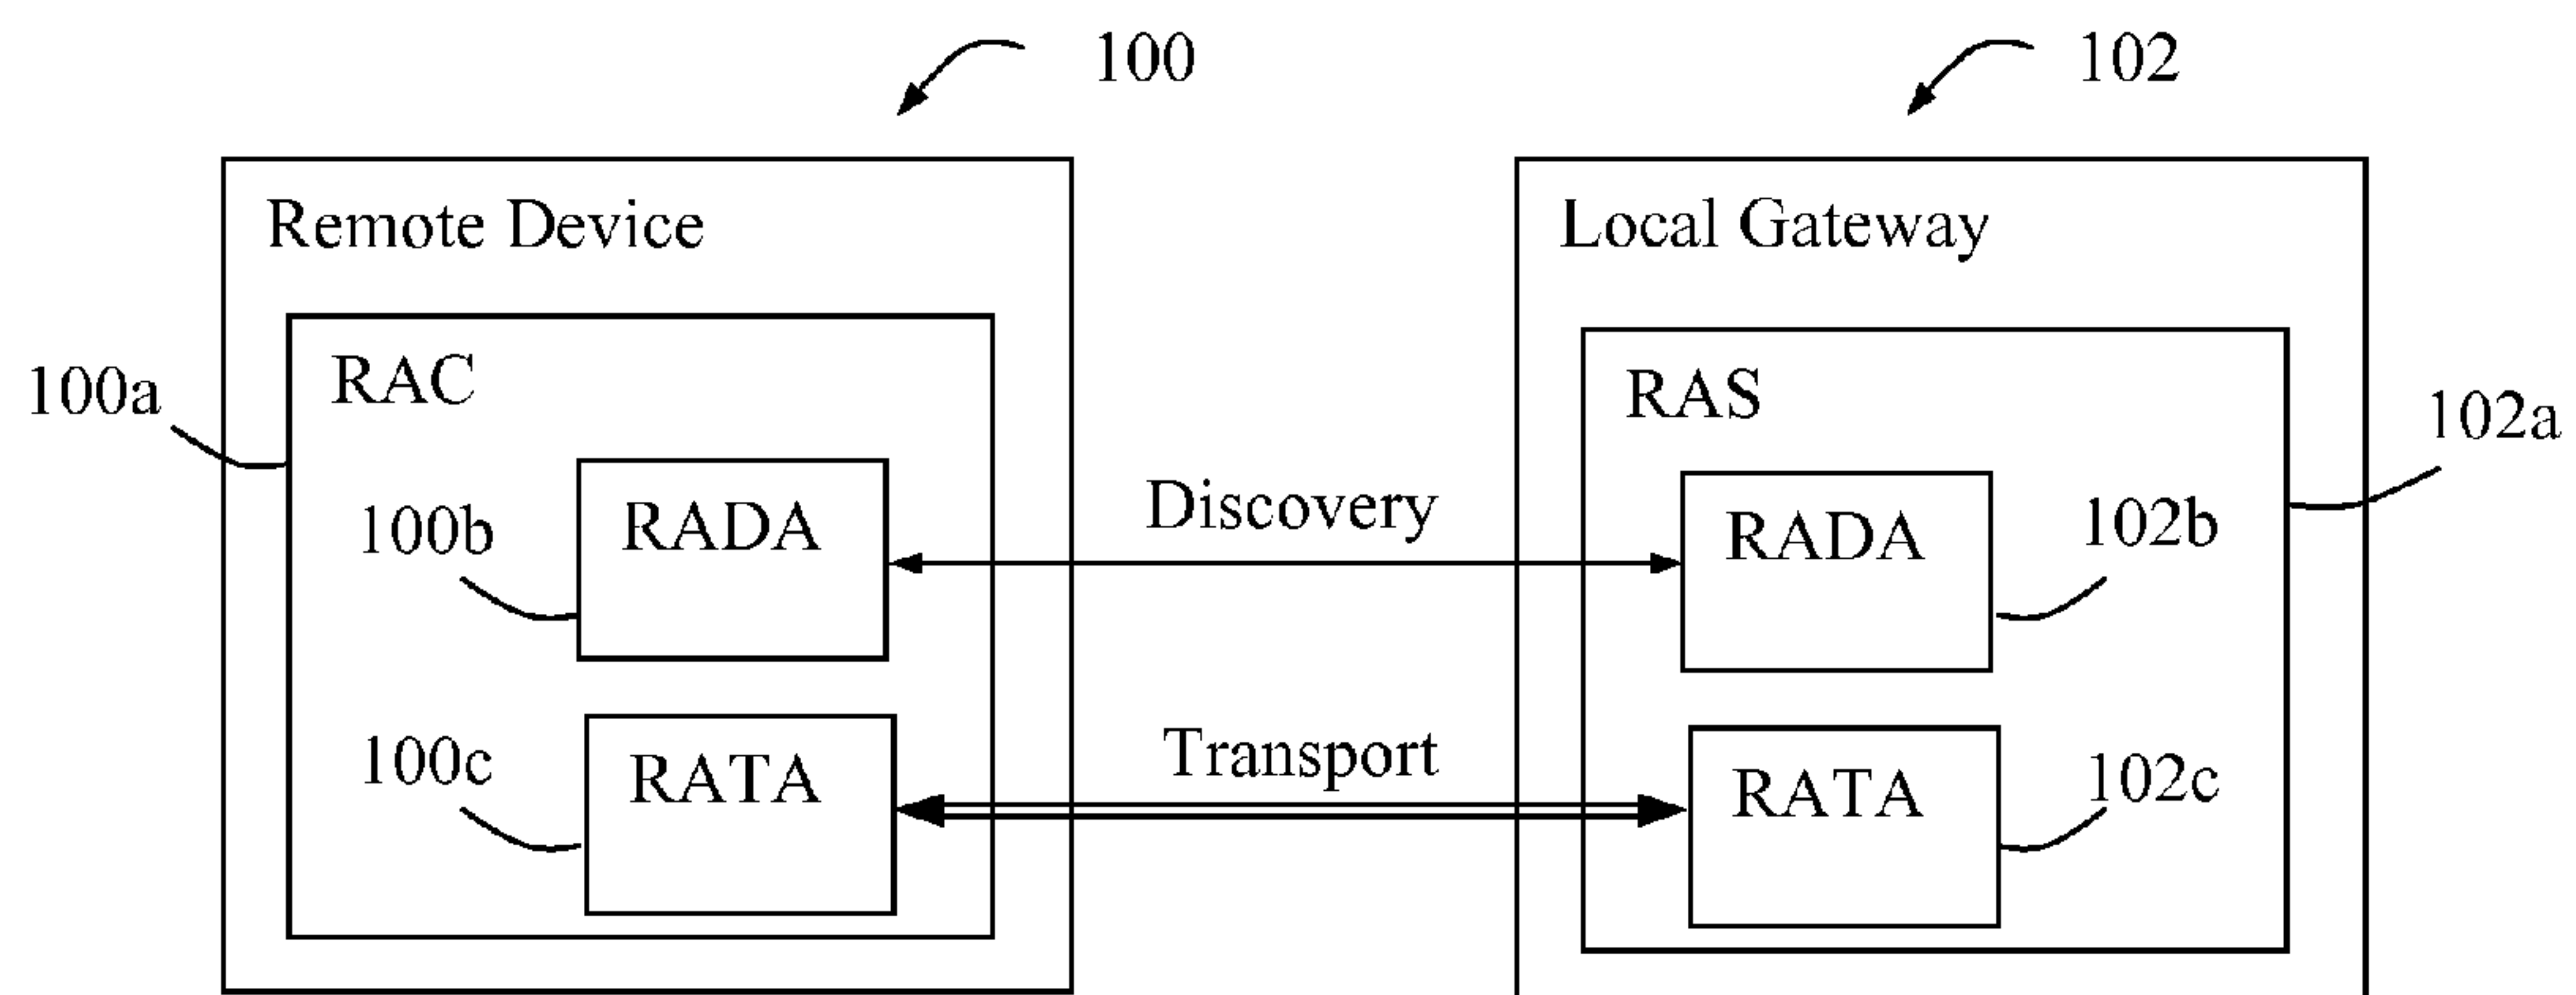 100
102
Remote Device
Local Gateway
100a
RAC
RAS
102a
100b
RADA
Discovery
RADA
102b
100c
RATA
Transport
RATA
102c